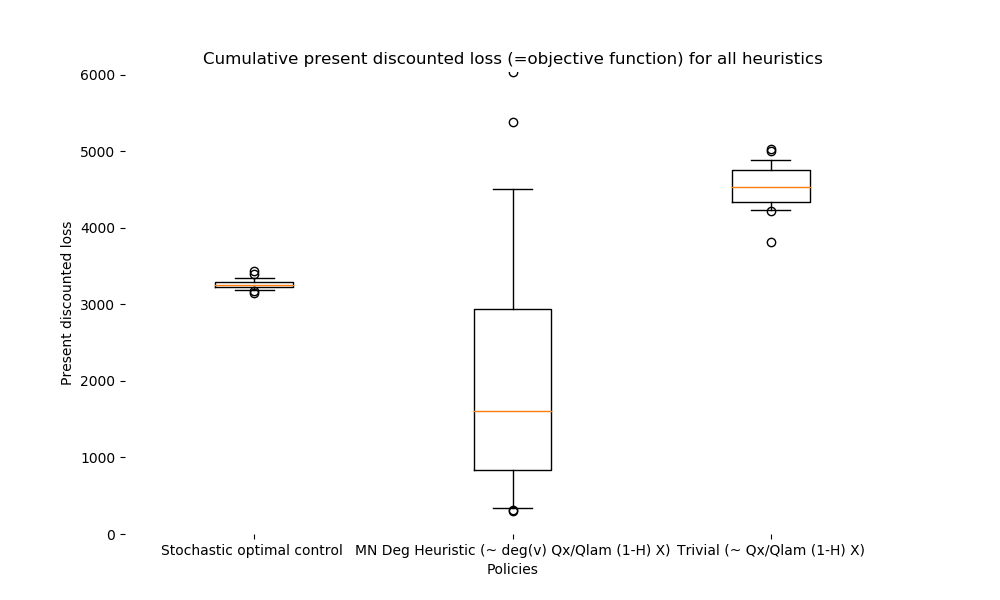 Cumulative present discounted loss (=objective function) for all heuristics
6000
5000
4000
3000
2000
1000
0
Present discounted loss
Stochastic optimal control
MN Deg Heuristic (~ deg(v) Qx/Qlam (1-H) X)
Trivial (~ Qx/Qlam (1-H) X)
Policies